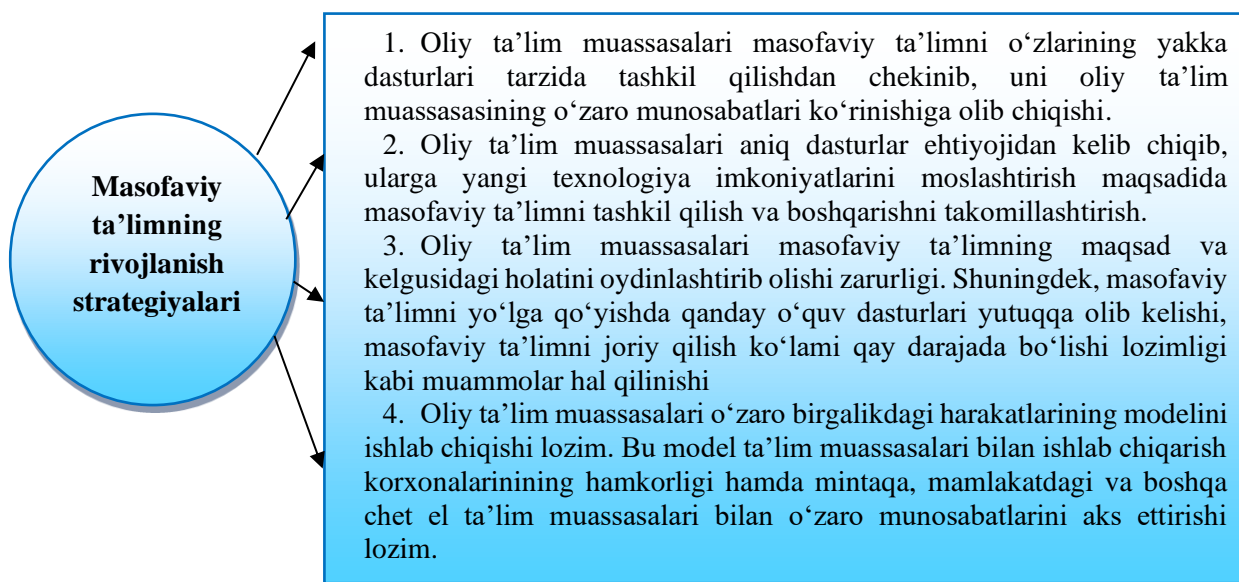 Masofaviy
ta’limning
rivojlanish
strategiyalari
1. Oliy ta’lim muassasalari masofaviy ta’limni o‘zlarining yakka
dasturlari tarzida tashkil qilishdan chekinib, uni oliy ta’lim
muassasasining o‘zaro munosabatlari ko‘rinishiga olib chiqishi.
2. Oliy ta’lim muassasalari aniq dasturlar ehtiyojidan kelib chiqib,
ularga yangi texnologiya imkoniyatlarini moslashtirish maqsadida
masofaviy ta’limni tashkil qilish va boshqarishni takomillashtirish.
3. Oliy ta’lim muassasalari masofaviy ta’limning maqsad va
kelgusidagi holatini oydinlashtirib olishi zarurligi. Shuningdek, masofaviy
ta’limni yo‘lga qo‘yishda qanday o‘quv dasturlari yutuqqa olib kelishi,
masofaviy ta’limni joriy qilish ko‘lami qay darajada bo‘lishi lozimligi
kabi muammolar hal qilinishi
4. Oliy ta’lim muassasalari o‘zaro birgalikdagi harakatlarining modelini
ishlab chiqishi lozim. Bu model ta’lim muassasalari bilan ishlab chiqarish
korxonalarinining hamkorligi hamda mintaqa, mamlakatdagi va boshqa
chet el ta’lim muassasalari bilan o‘zaro munosabatlarini aks ettirishi
lozim.